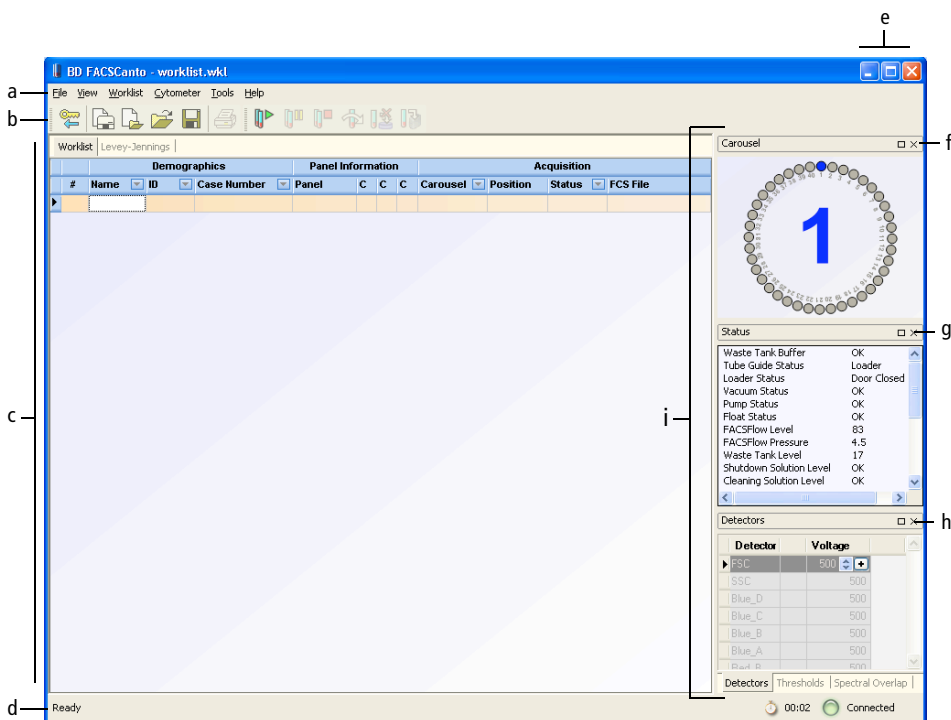 e
BD FACSCanto - worklist.wkl
a
File View Worklist Cytometer Tools Help
b
Worklist Levey-Jennings
Demographics Panel Information Acquisition
# Name ID Case Number Panel C C C Carousel Position Status FCS File
c
d
Ready
i
Carousel
f
1
Status
g
Waste Tank Buffer OK
Tube Guide Status Loader
Loader Status Door Closed
Vacuum Status OK
Pump Status OK
Float Status OK
FACSFlow Level 83
FACSFlow Pressure 4.5
Waste Tank Level 17
Shutdown Solution Level OK
Cleaning Solution Level OK
Detectors
h
Detector Voltage
FSC 500
SSC 500
Blue_D 500
Blue_C 500
Blue_B 500
Blue_A 500
Red_B 500
Detectors Thresholds Spectral Overlap
00:02 Connected